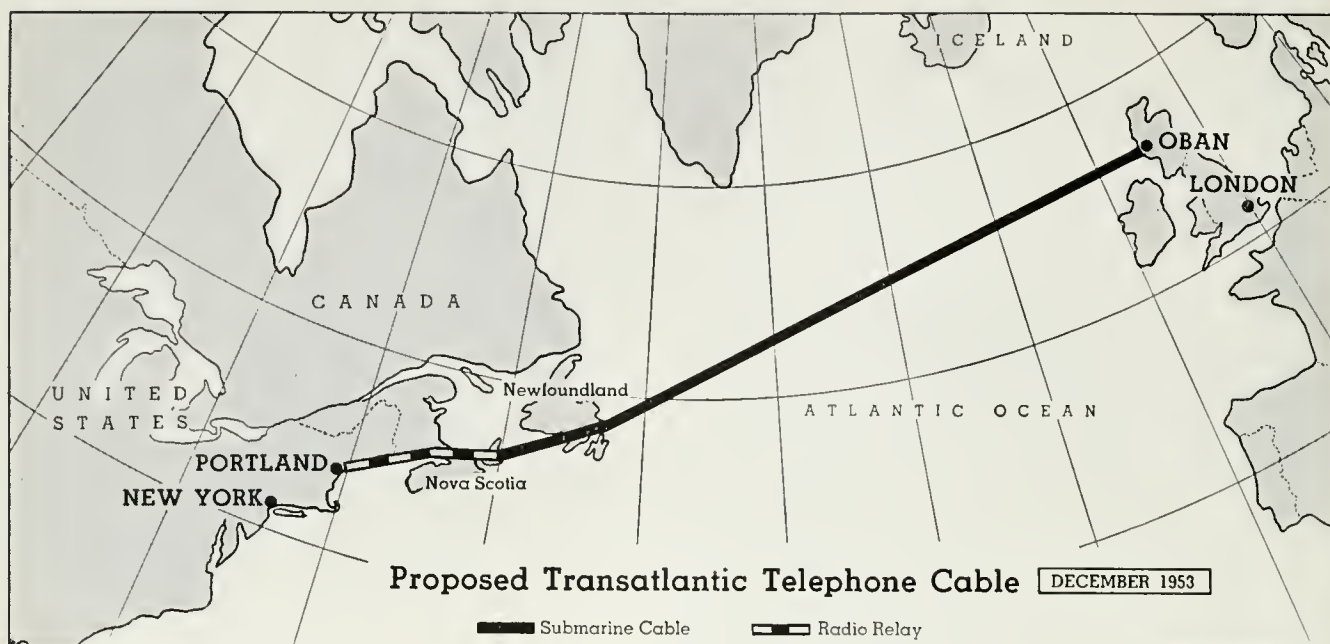 ICELAND
OBAN
LONDON
CANADA
UNITED
STATES
Newfoundland
ATLANTIC OCEAN
PORTLAND
Nova Scotia
NEW YORK
Proposed Transatlantic Telephone Cable DECEMBER 1953
Submarine Cable Radio Relay